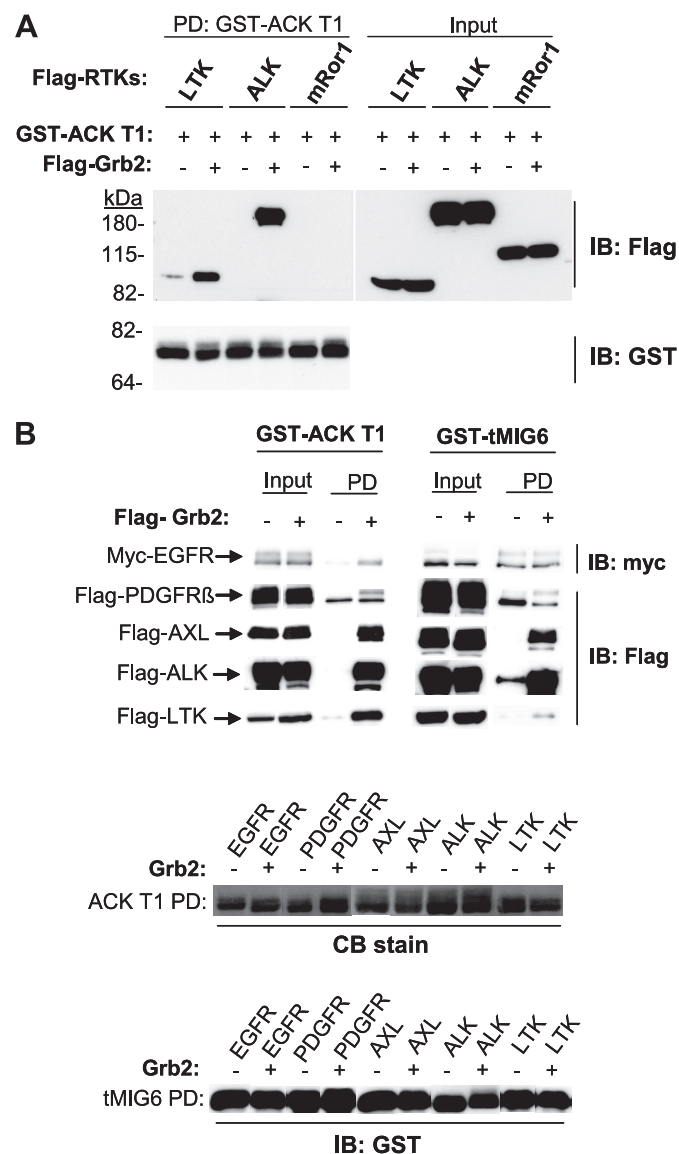 A
PD: GST-ACK T1 Input
Flag-RTKs: LTK ALK mRor1 LTK ALK mRor1
GST-ACK T1: + + + + + + + + + + + +
Flag-Grb2: - + - + - + - + - + - +
kDa
180-
115-
82-
IB: Flag
82-
64-
IB: GST
B
GST-ACK T1 GST-tMIG6
Input PD Input PD
Flag- Grb2: - + - + - + - +
Myc-EGFR IB: myc
Flag-PDGFRß
Flag-AXL
IB: Flag
Flag-ALK
Flag-LTK
EGFR EGFR PDGFR PDGFR AXL AXL ALK ALK LTK LTK
Grb2: - + - + - + - + - +
ACK T1 PD:
CB stain
EGFR EGFR PDGFR PDGFR AXL AXL ALK ALK LTK LTK
Grb2: - + - + - + - + - +
tMIG6 PD:
IB: GST